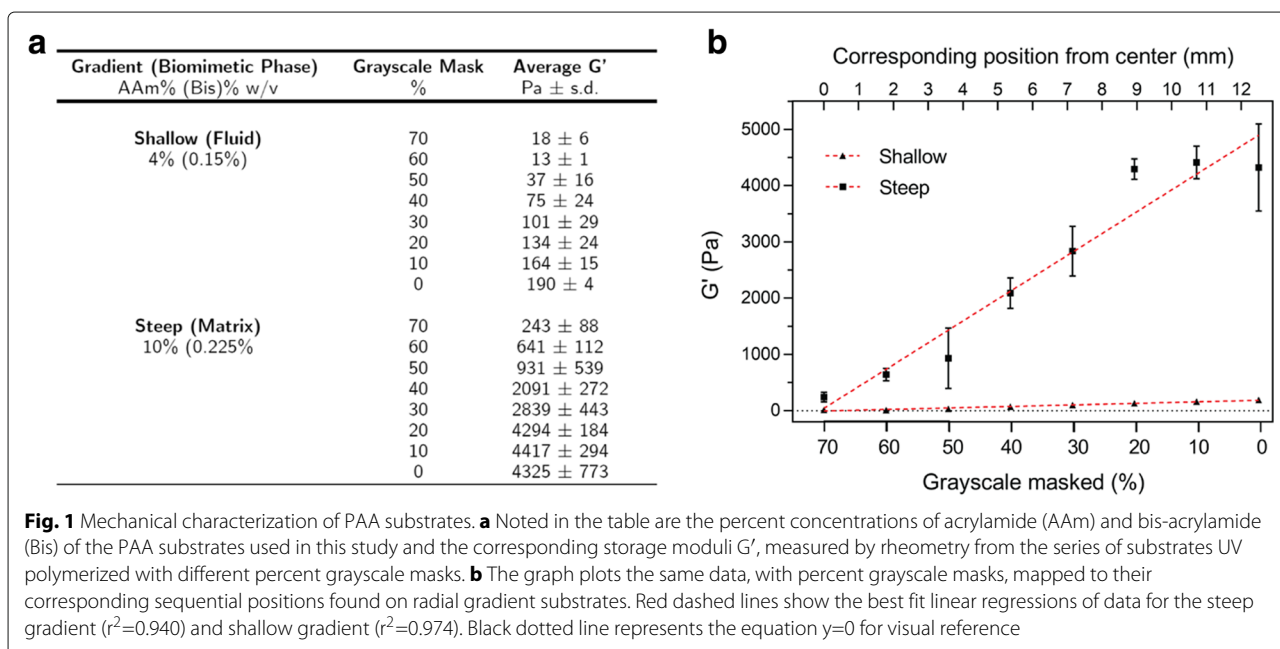 a
Gradient (Biomimetic Phase) Grayscale Mask Average G'
AAm% (Bis)% w/v % Pa ± s.d.
Shallow (Fluid) 70 18 ± 6
4% (0.15%) 60 13 ± 1
50 37 ± 16
40 75 ± 24
30 101 ± 29
20 134 ± 24
10 164 ± 15
0 190 ± 4
Steep (Matrix) 70 243 ± 88
10% (0.225% 60 641 ± 112
50 931 ± 539
40 2091 ± 272
30 2839 ± 443
20 4294 ± 184
10 4417 ± 294
0 4325 ± 773
b
Corresponding position from center (mm)
0 1 2 3 4 5 6 7 8 9 10 11 12
G' (Pa)
5000
4000
3000
2000
1000
0
Shallow
Steep
70 60 50 40 30 20 10 0
Grayscale masked (%)
Fig. 1 Mechanical characterization of PAA substrates. a Noted in the table are the percent concentrations of acrylamide (AAm) and bis-acrylamide
(Bis) of the PAA substrates used in this study and the corresponding storage moduli G′, measured by rheometry from the series of substrates UV
polymerized with different percent grayscale masks. b The graph plots the same data, with percent grayscale masks, mapped to their
corresponding sequential positions found on radial gradient substrates. Red dashed lines show the best fit linear regressions of data for the steep
gradient (r²=0.940) and shallow gradient (r²=0.974). Black dotted line represents the equation y=0 for visual reference